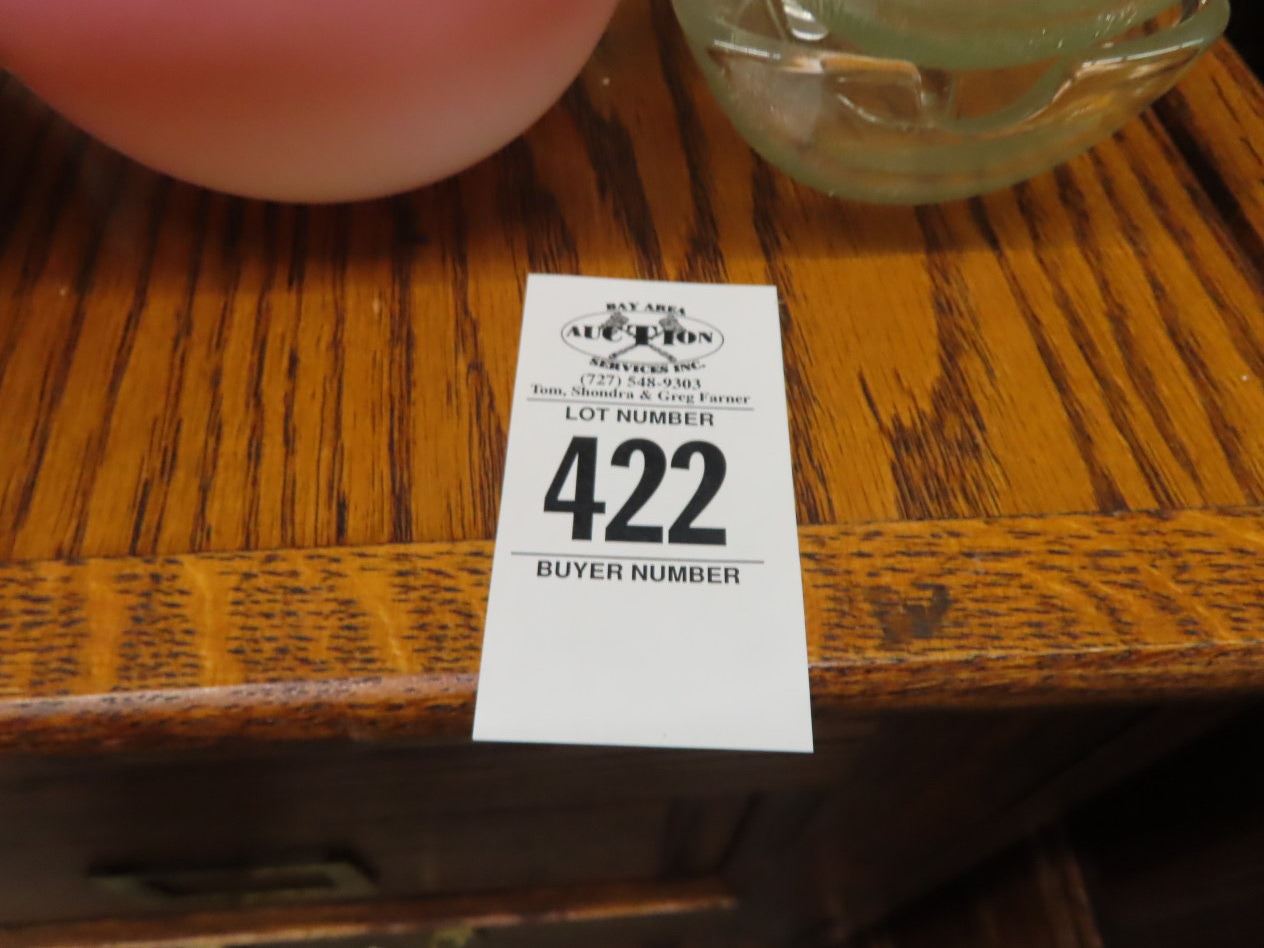 BAY AREA
AUCTION
SERVICES INC.
(727) 548-9303
Tom, Shondra & Greg Farner
LOT NUMBER
422
BUYER NUMBER